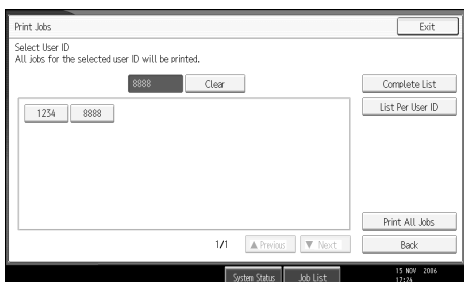 Print Jobs
Exit
Select User ID
All jobs for the selected user ID will be printed.
8888
Clear
Complete List
1234
8888
List Per User ID
Print All Jobs
1/1
▲ Previous
▼ Next
Back
System Status
Job List
15 NOV 2006
17:24